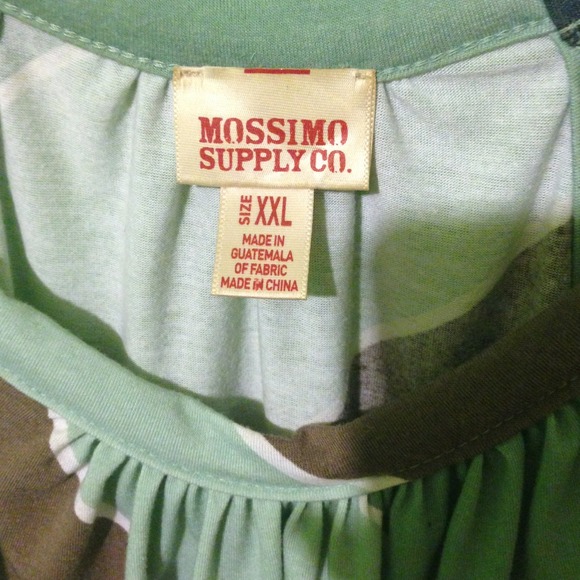 MOSSIMO
SUPPLY CO.
SIZE XXL
MADE IN
GUATEMALA
OF FABRIC
MADE IN CHINA